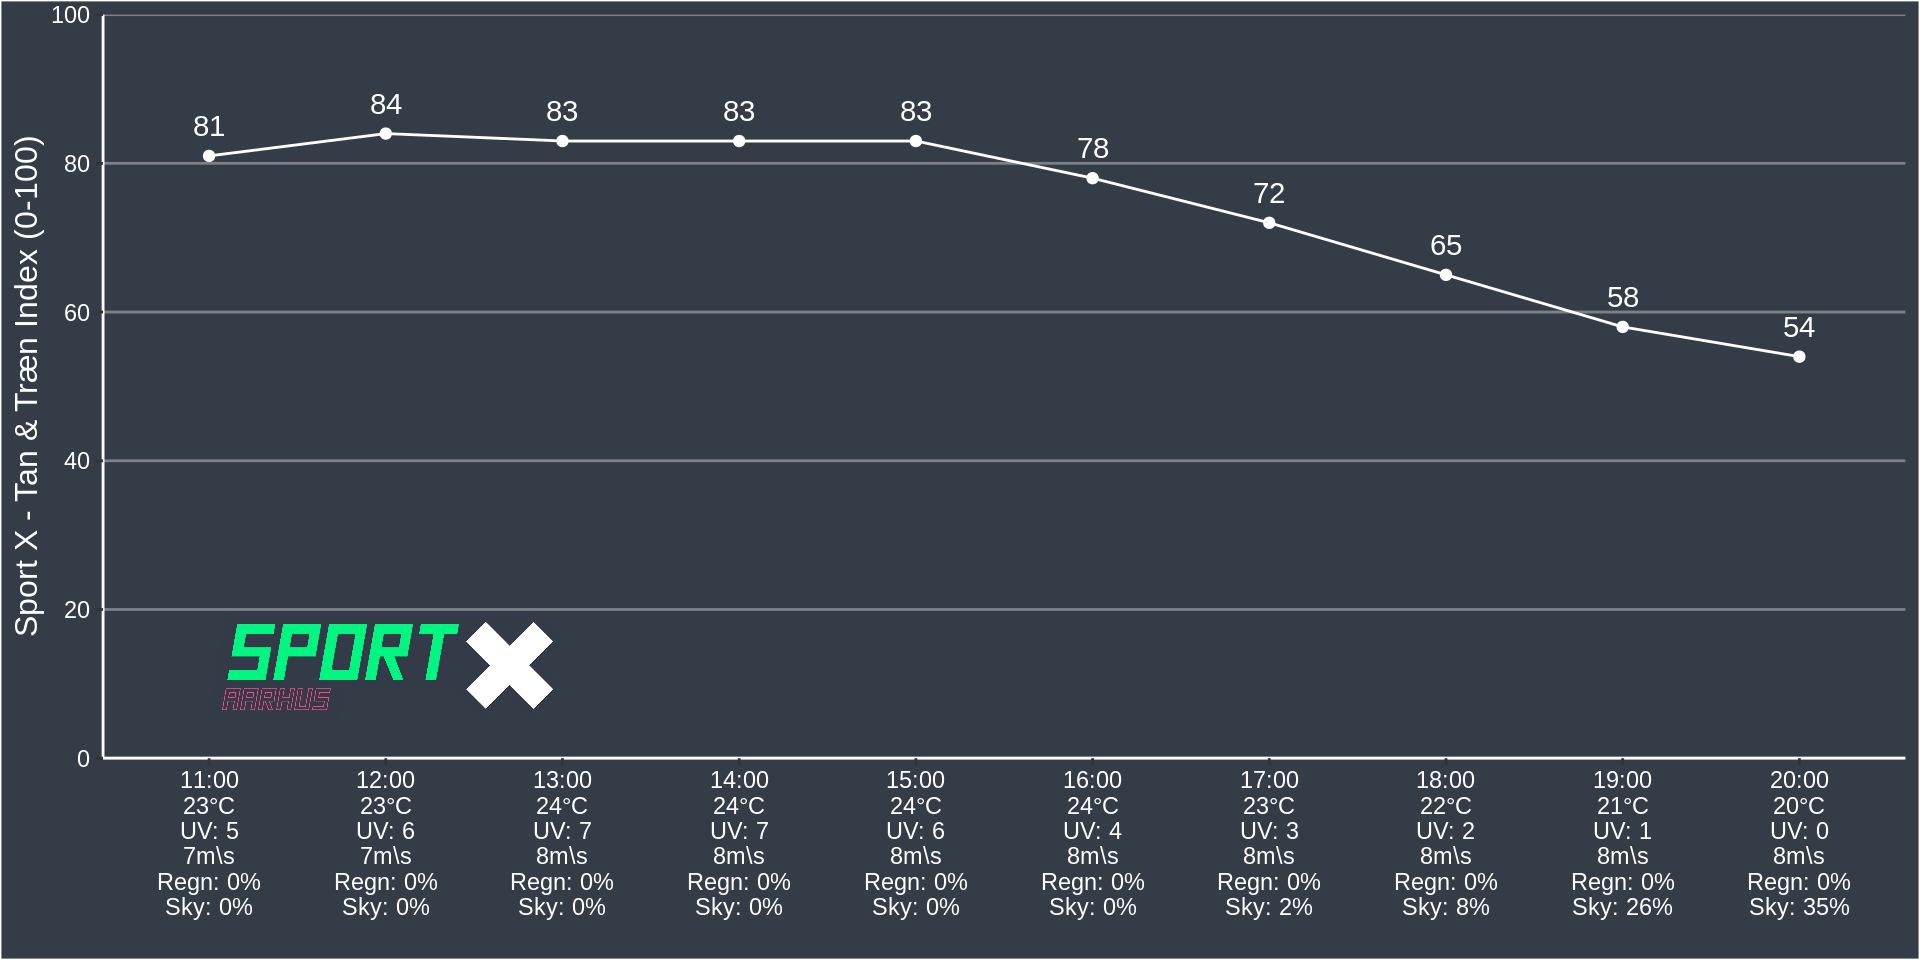 Sport X - Tan & Træn Index (0-100)
100
80
60
40
20
0
81
84
83
83
83
78
72
65
58
54
SPORT X
AARHUS
11:00 12:00 13:00 14:00 15:00 16:00 17:00 18:00 19:00 20:00
23°C 23°C 24°C 24°C 24°C 24°C 23°C 22°C 21°C 20°C
UV: 5 UV: 6 UV: 7 UV: 7 UV: 6 UV: 4 UV: 3 UV: 2 UV: 1 UV: 0
7m\s 7m\s 8m\s 8m\s 8m\s 8m\s 8m\s 8m\s 8m\s 8m\s
Regn: 0% Regn: 0% Regn: 0% Regn: 0% Regn: 0% Regn: 0% Regn: 0% Regn: 0% Regn: 0% Regn: 0%
Sky: 0% Sky: 0% Sky: 0% Sky: 0% Sky: 0% Sky: 0% Sky: 2% Sky: 8% Sky: 26% Sky: 35%